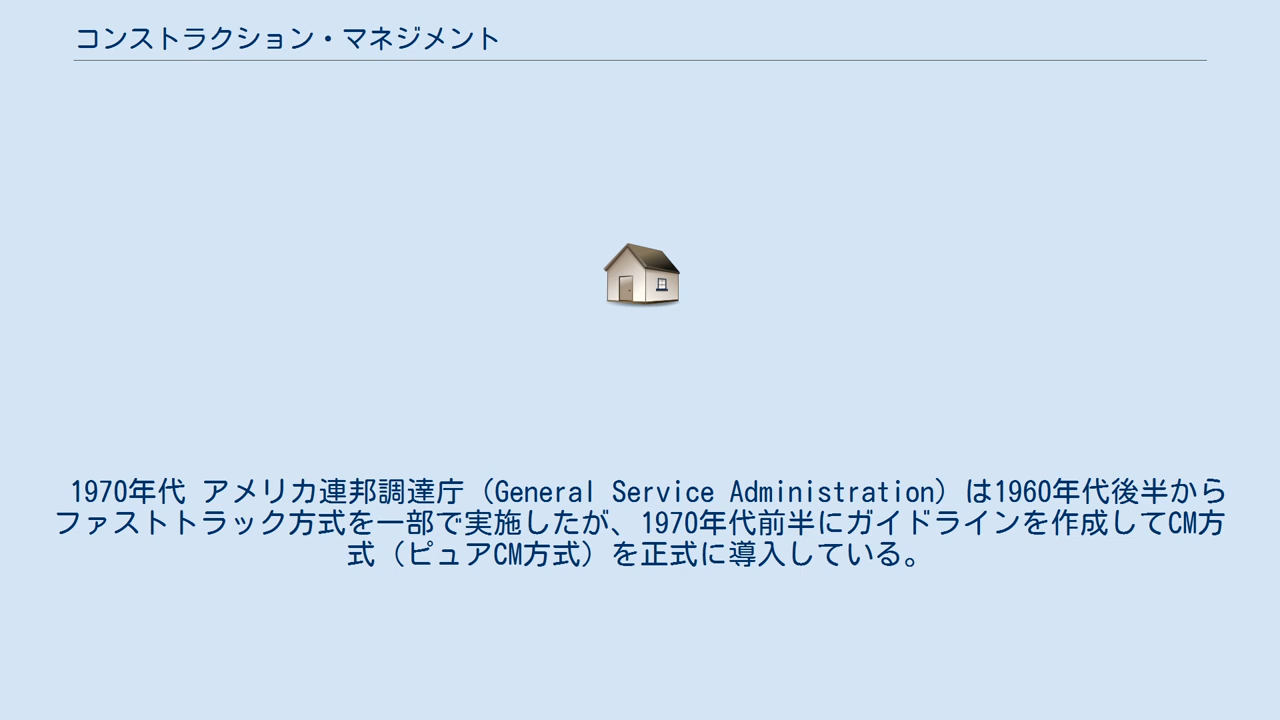 コンストラクション・マネジメント
1970年代 アメリカ連邦調達庁（General Service Administration）は1960年代後半から
ファストトラック方式を一部で実施したが、1970年代前半にガイドラインを作成してCM方
式（ピュアCM方式）を正式に導入している。